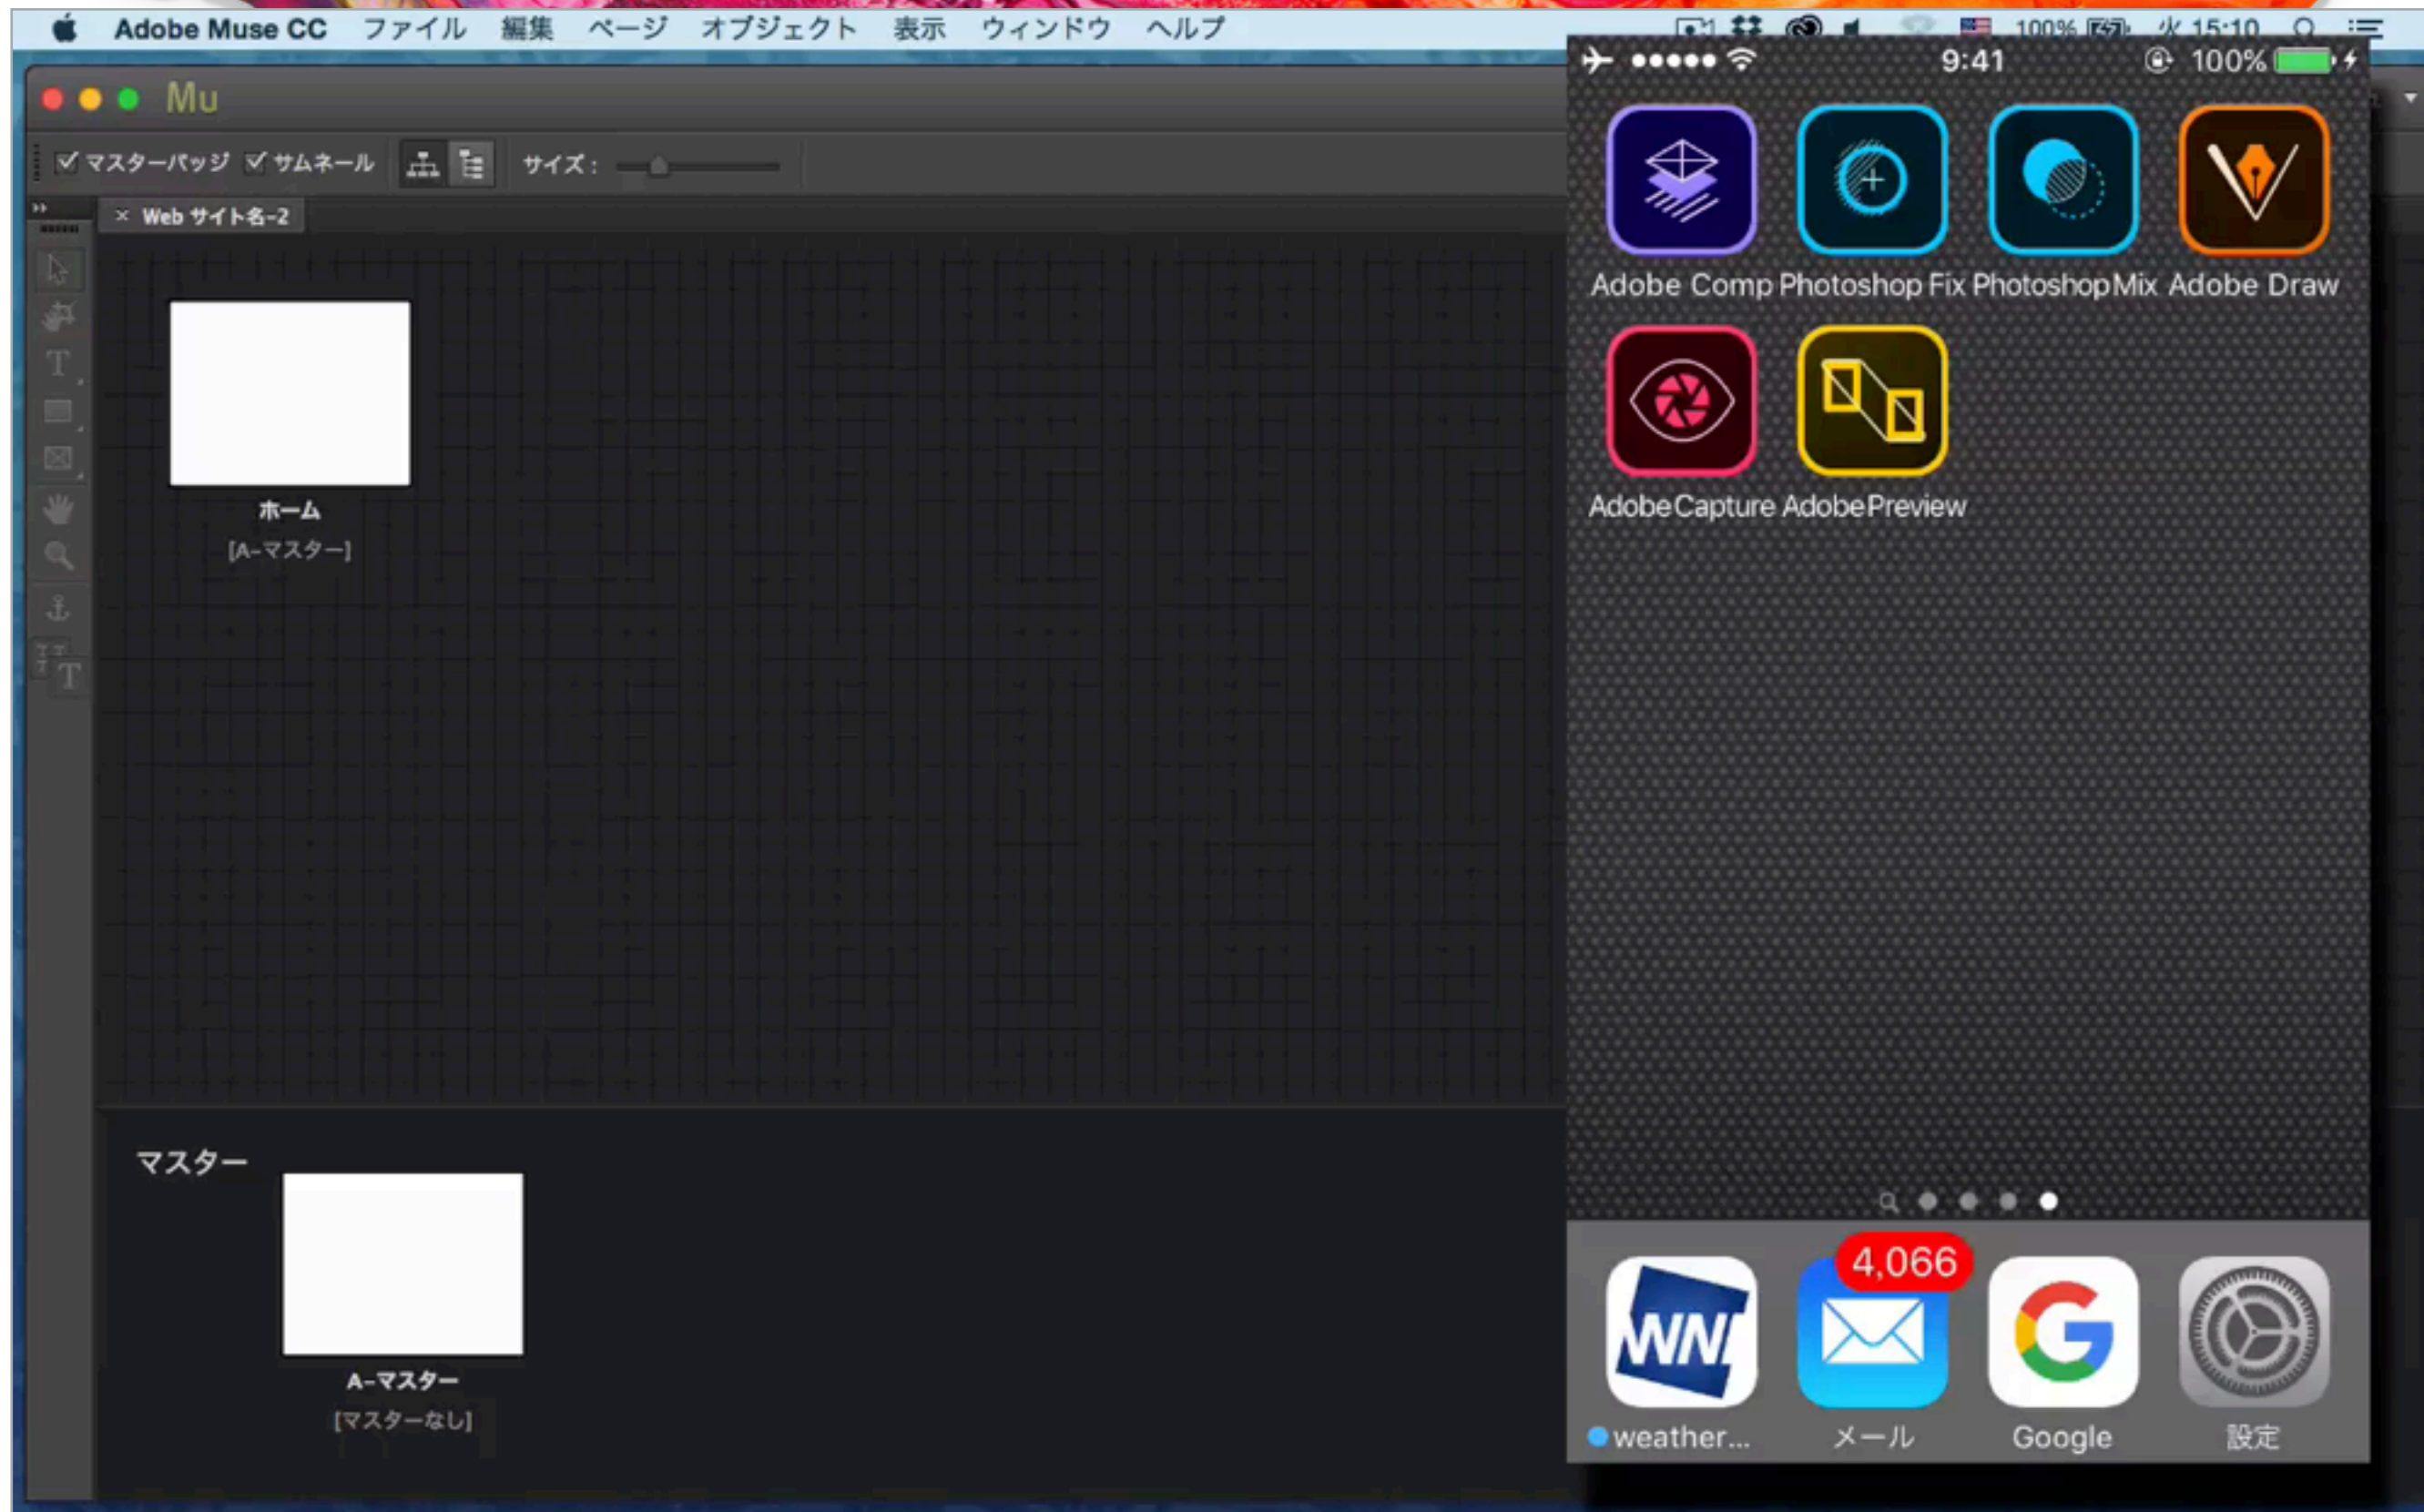 Adobe Muse CC ファイル 編集 ページ オブジェクト 表示 ウィンドウ ヘルプ
100% 火 15:10
9:41 100%
Mu
マスターバッジ サムネール サイズ :
× Web サイト名-2
ホーム
[A-マスター]
マスター
A-マスター
[マスターなし]
Adobe Comp Photoshop Fix Photoshop Mix Adobe Draw
Adobe Capture Adobe Preview
4,066
WN
G
weather... メール Google 設定